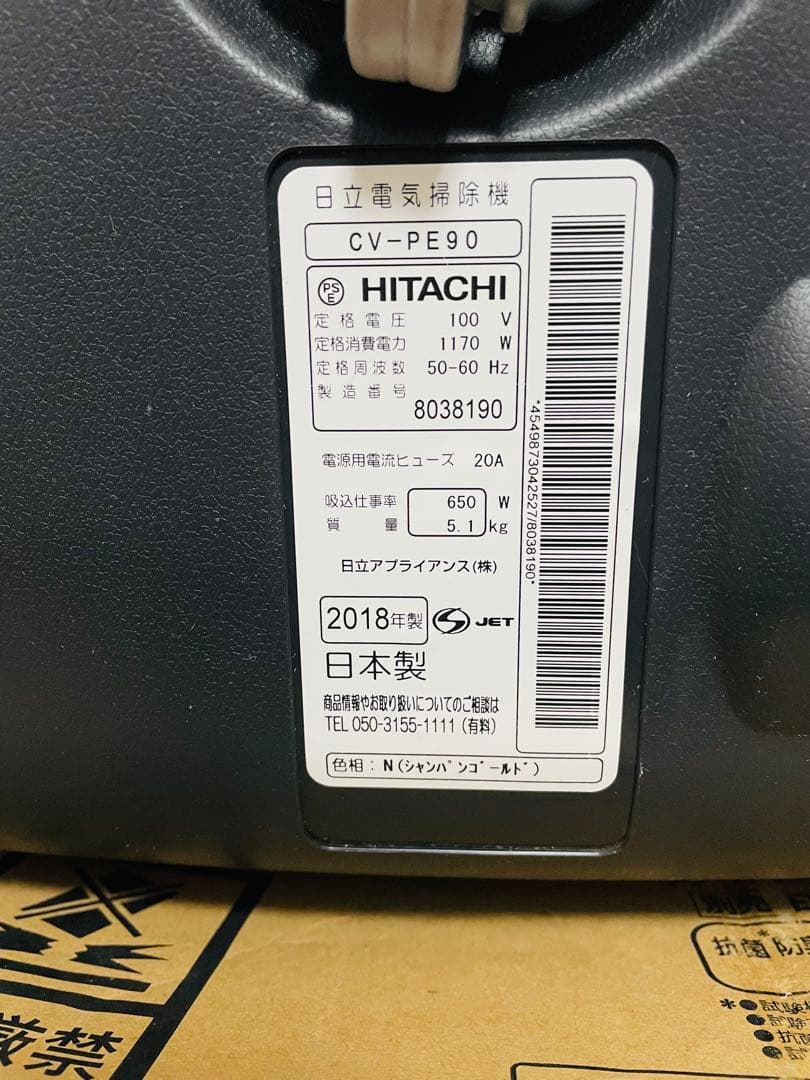 日立電気掃除機
CV-PE90
PSE HITACHI
定格電圧 100 V
定格消費電力 1170 W
定格周波数 50-60 Hz
製造番号
8038190
電源用電流ヒューズ 20A
吸込仕事率 650 W
質量 5.1 kg
日立アプライアンス(株)
2018年製 S JET
日本製
商品情報やお取り扱いについてのご相談は
TEL 050-3155-1111 (有料)
色相：N(シャンパンゴールド)
*4549873042527/8038190*
厳禁
抗菌 防